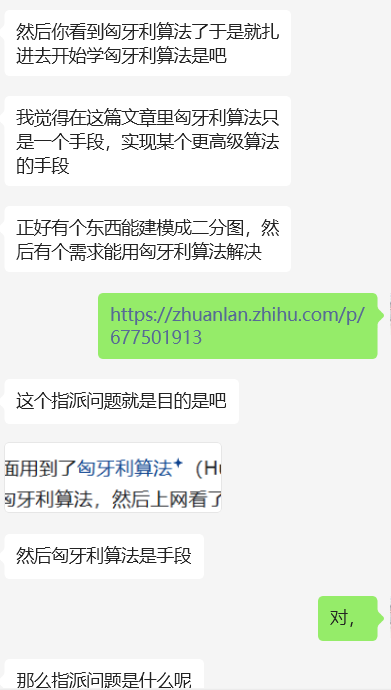 然后你看到匈牙利算法了于是就扎
进去开始学匈牙利算法是吧
我觉得在这篇文章里匈牙利算法只
是一个手段，实现某个更高级算法
的手段
正好有个东西能建模成二分图，然
后有个需求能用匈牙利算法解决
https://zhuanlan.zhihu.com/p/
677501913
这个指派问题就是目的是吧
面用到了匈牙利算法（Hu
匈牙利算法，然后上网看了
然后匈牙利算法是手段
对，
那么指派问题是什么呢